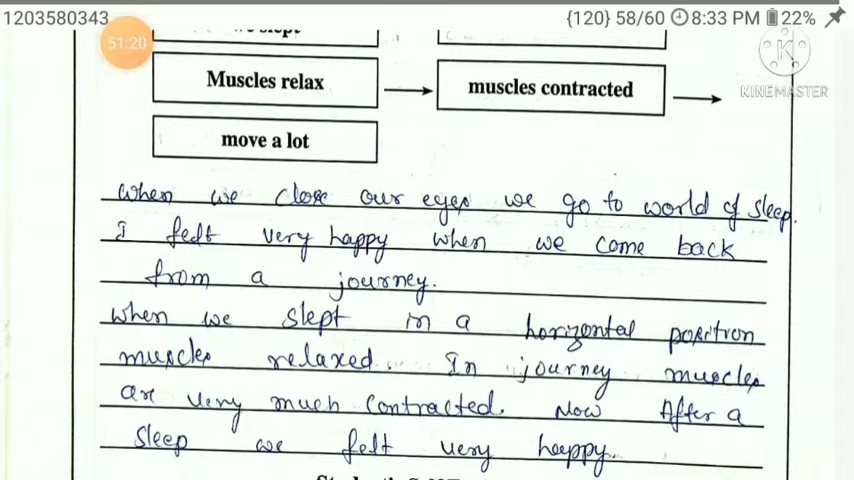 1203580343 {120} 58/60 8:33 PM 22%
51:20
we slept
K
KINEMASTER
Muscles relax
muscles contracted
move a lot
When we close our eyes we go to world of sleep.
I felt very happy when we come back
from a journey.
When we slept in a horizontal position
muscles relaxed. In journey muscles
are very much contracted. Now After a
sleep we felt very happy.